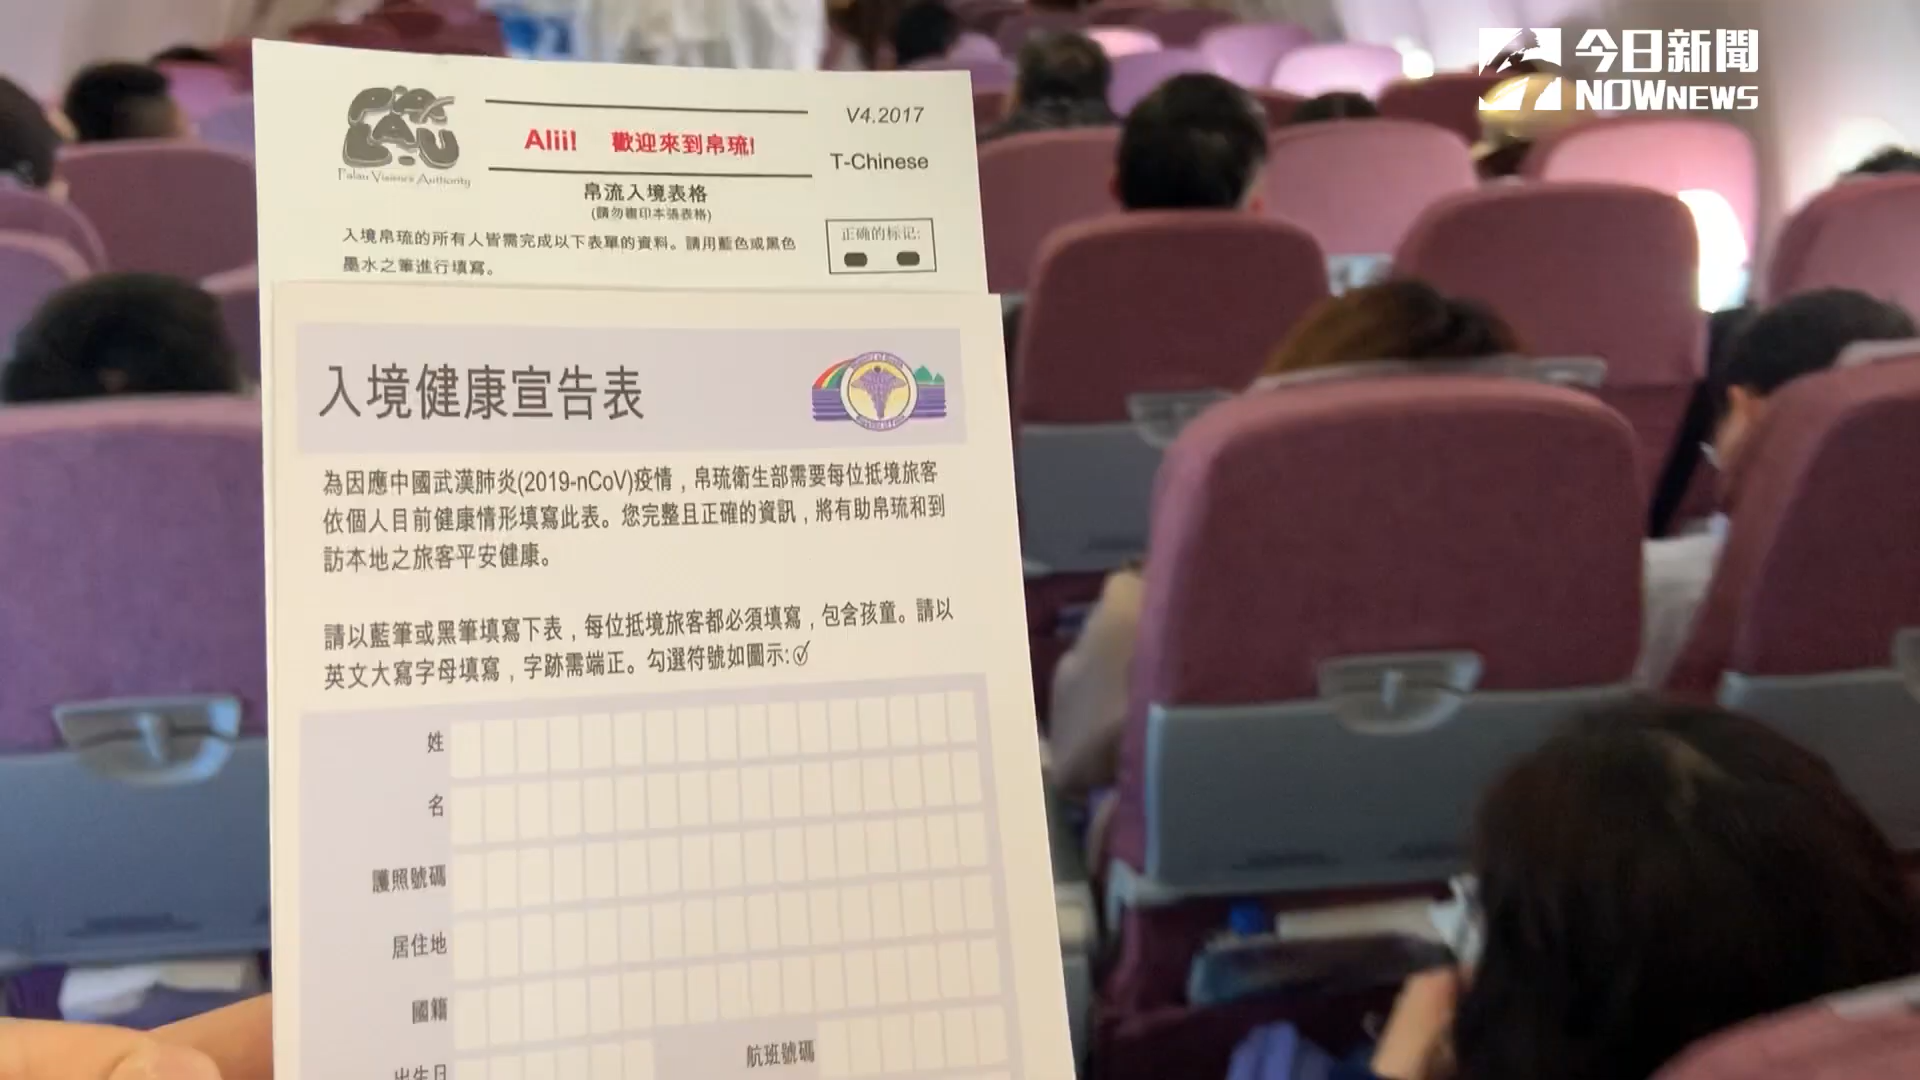 今日新聞
NOWnews
PALAU
Palau Visitors Authority
Alii! 歡迎來到帛琉!
V4.2017
T-Chinese
帛流入境表格
(請勿複印本張表格)
入境帛琉的所有人皆需完成以下表單的資料。請用藍色或黑色
墨水之筆進行填寫。
正确的标记:
入境健康宣告表
為因應中國武漢肺炎(2019-nCoV)疫情，帛琉衛生部需要每位抵境旅客
依個人目前健康情形填寫此表。您完整且正確的資訊，將有助帛琉和到
訪本地之旅客平安健康。
請以藍筆或黑筆填寫下表，每位抵境旅客都必須填寫，包含孩童。請以
英文大寫字母填寫，字跡需端正。勾選符號如圖示:
姓
名
護照號碼
居住地
國籍
出生日
航班號碼